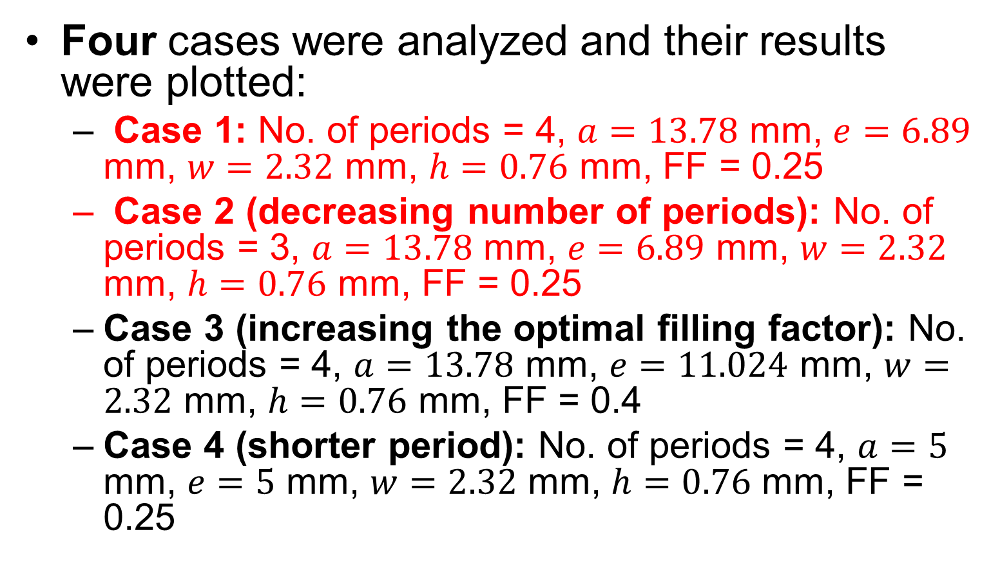 • Four cases were analyzed and their results
were plotted:
– Case 1: No. of periods = 4, a = 13.78 mm, e = 6.89
mm, w = 2.32 mm, h = 0.76 mm, FF = 0.25
– Case 2 (decreasing number of periods): No. of
periods = 3, a = 13.78 mm, e = 6.89 mm, w = 2.32
mm, h = 0.76 mm, FF = 0.25
– Case 3 (increasing the optimal filling factor): No.
of periods = 4, a = 13.78 mm, e = 11.024 mm, w =
2.32 mm, h = 0.76 mm, FF = 0.4
– Case 4 (shorter period): No. of periods = 4, a = 5
mm, e = 5 mm, w = 2.32 mm, h = 0.76 mm, FF =
0.25